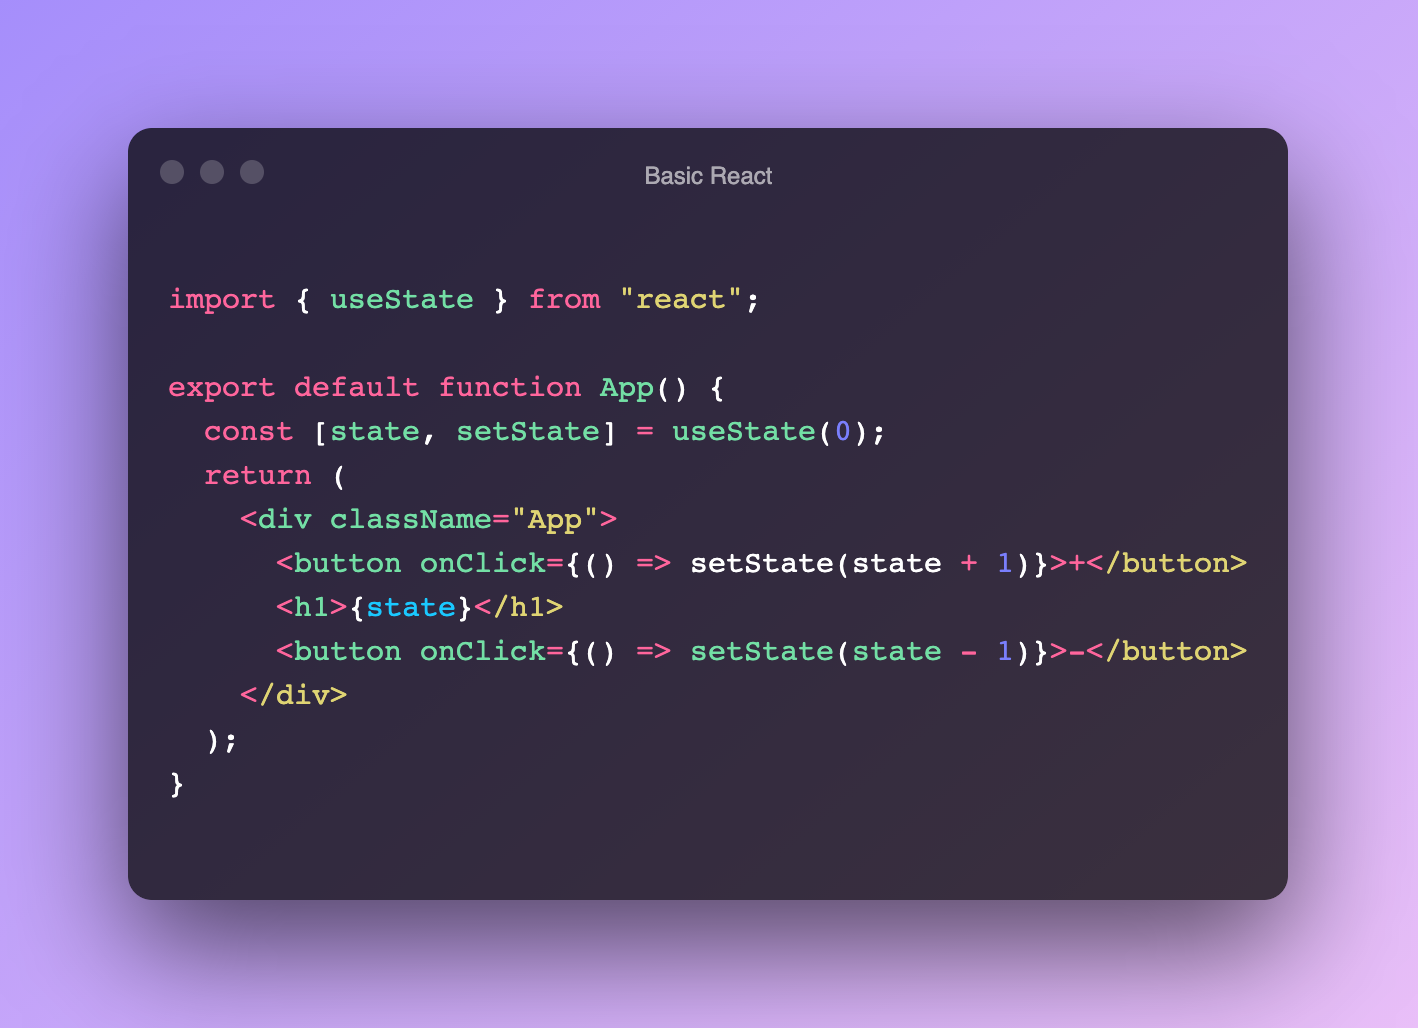 Basic React
import { useState } from "react";
export default function App() {
  const [state, setState] = useState(0);
  return (
    <div className="App">
      <button onClick={() => setState(state + 1)}>+</button>
      <h1>{state}</h1>
      <button onClick={() => setState(state - 1)}>-</button>
    </div>
  );
}